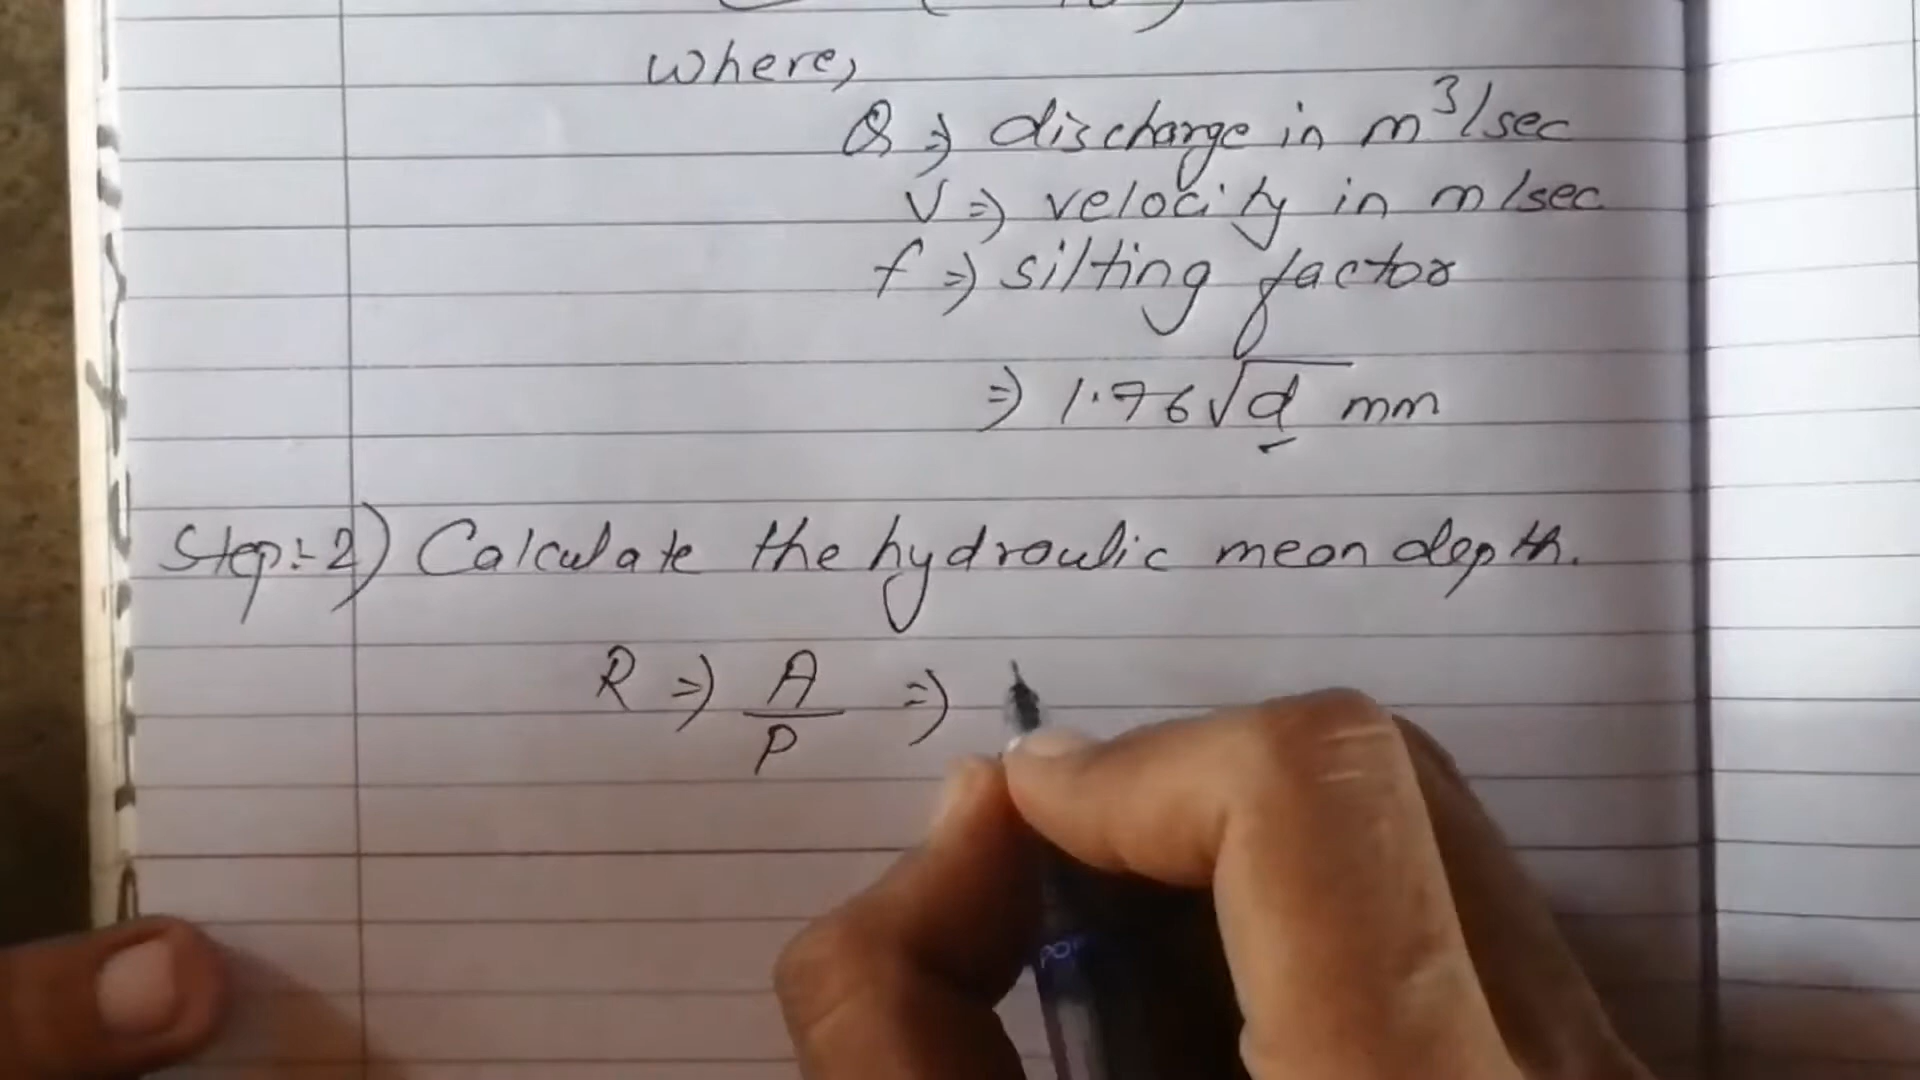 where,
Q ⇒ discharge in m³/sec
V ⇒ velocity in m/sec
f ⇒ silting factor
⇒ 1.76√d mm
Step:-2) Calculate the hydraulic mean depth.
R ⇒ A/P ⇒